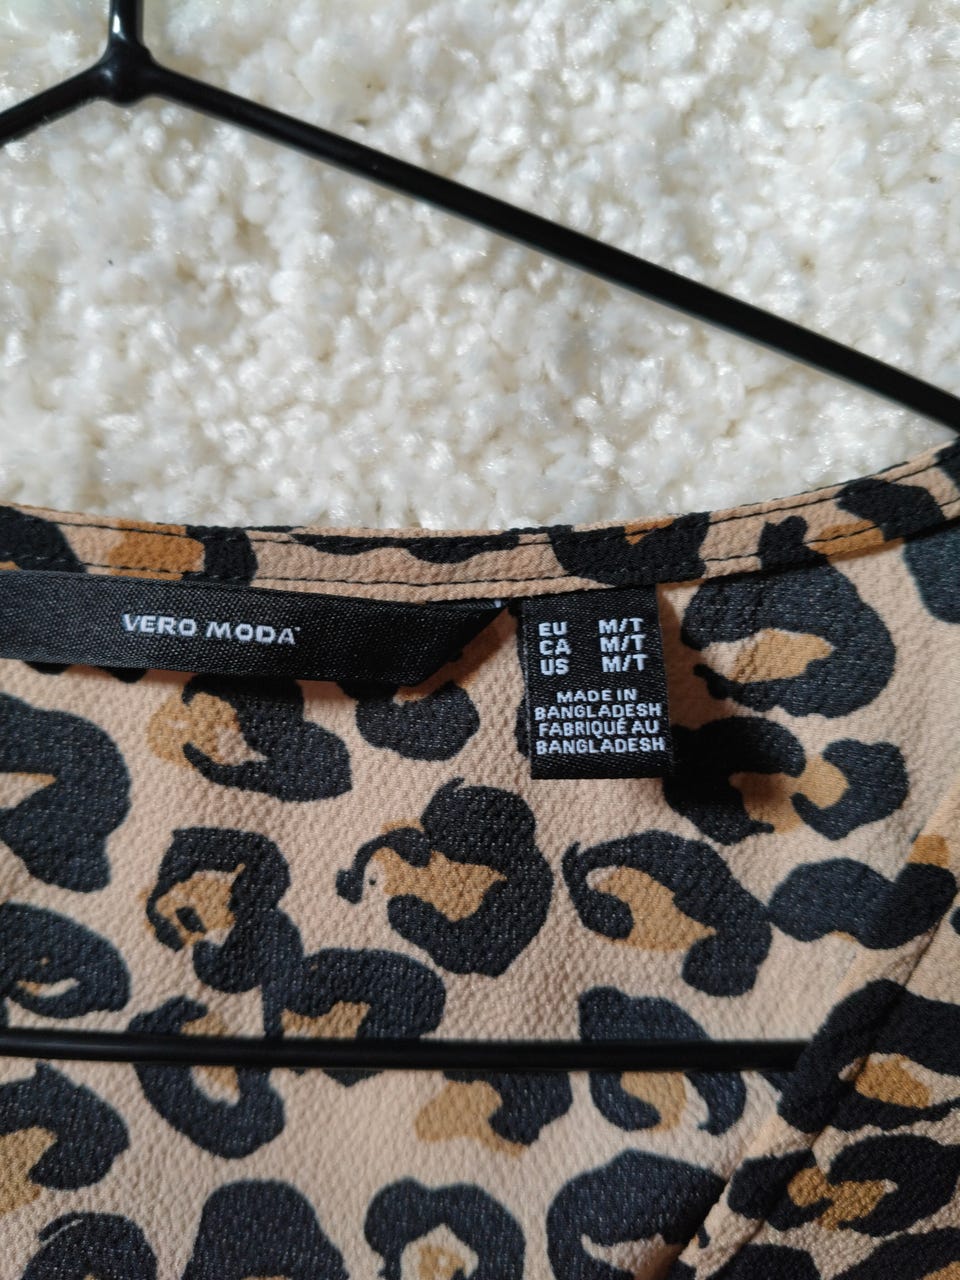 VERO MODA
EU M/T
CA M/T
US M/T
MADE IN
BANGLADESH
FABRIQUÉ AU
BANGLADESH